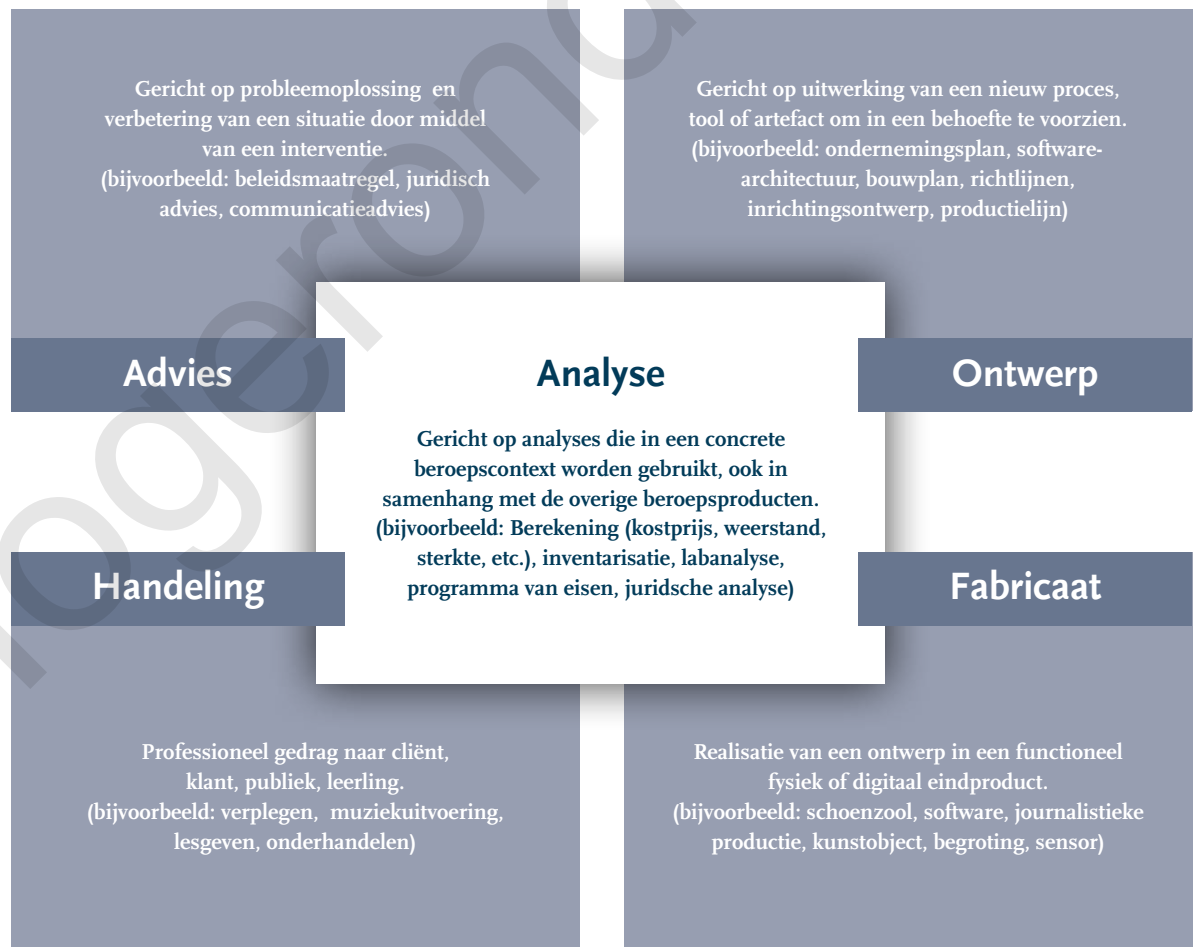 Gericht op probleemoplossing en
verbetering van een situatie door middel
van een interventie.
(bijvoorbeeld: beleidsmaatregel, juridisch
advies, communicatieadvies)
Advies
Gericht op uitwerking van een nieuw proces,
tool of artefact om in een behoefte te voorzien.
(bijvoorbeeld: ondernemingsplan, software-
architectuur, bouwplan, richtlijnen,
inrichtingsontwerp, productielijn)
Ontwerp
Analyse
Gericht op analyses die in een concrete
beroepscontext worden gebruikt, ook in
samenhang met de overige beroepsproducten.
(bijvoorbeeld: Berekening (kostprijs, weerstand,
sterkte, etc.), inventarisatie, labanalyse,
programma van eisen, juridsche analyse)
Handeling
Professioneel gedrag naar cliënt,
klant, publiek, leerling.
(bijvoorbeeld: verplegen, muziekuitvoering,
lesgeven, onderhandelen)
Fabricaat
Realisatie van een ontwerp in een functioneel
fysiek of digitaal eindproduct.
(bijvoorbeeld: schoenzool, software, journalistieke
productie, kunstobject, begroting, sensor)